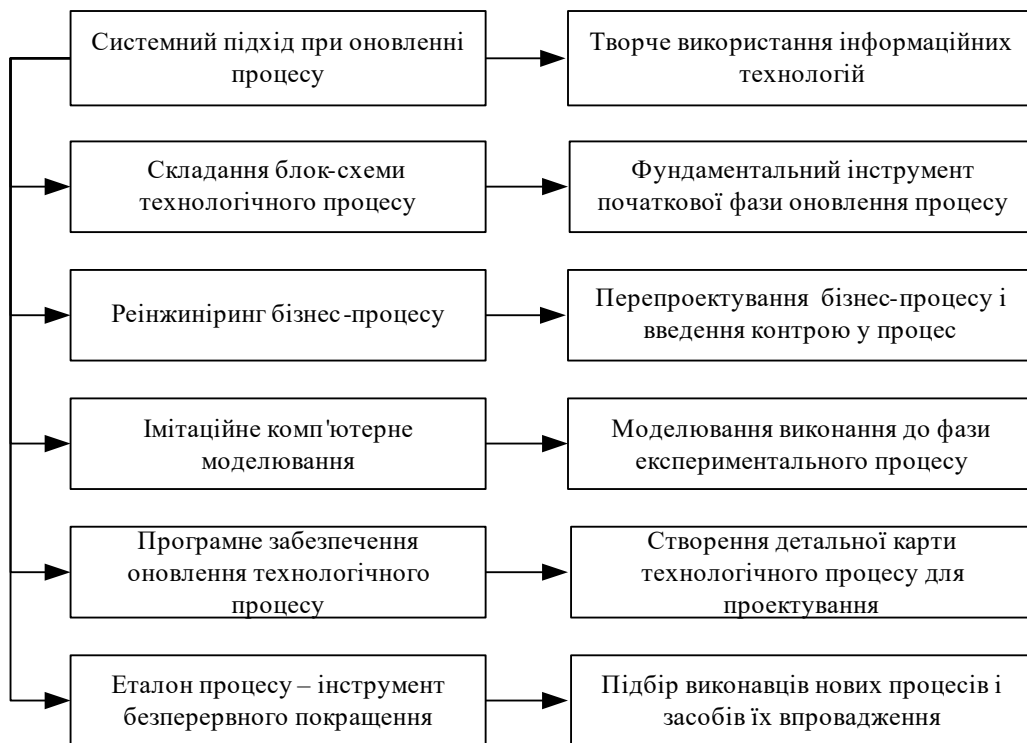 Системний підхід при оновленні
процесу
Творче використання інформаційних
технологій
Складання блок-схеми
технологічного процесу
Фундаментальний інструмент
початкової фази оновлення процесу
Реінжиніринг бізнес-процесу
Перепроектування бізнес-процесу і
введення контрою у процес
Імітаційне комп'ютерне
моделювання
Моделювання виконання до фази
експериментального процесу
Програмне забезпечення
оновлення технологічного
процесу
Створення детальної карти
технологічного процесу для
проектування
Еталон процесу – інструмент
безперервного покращення
Підбір виконавців нових процесів і
засобів їх впровадження